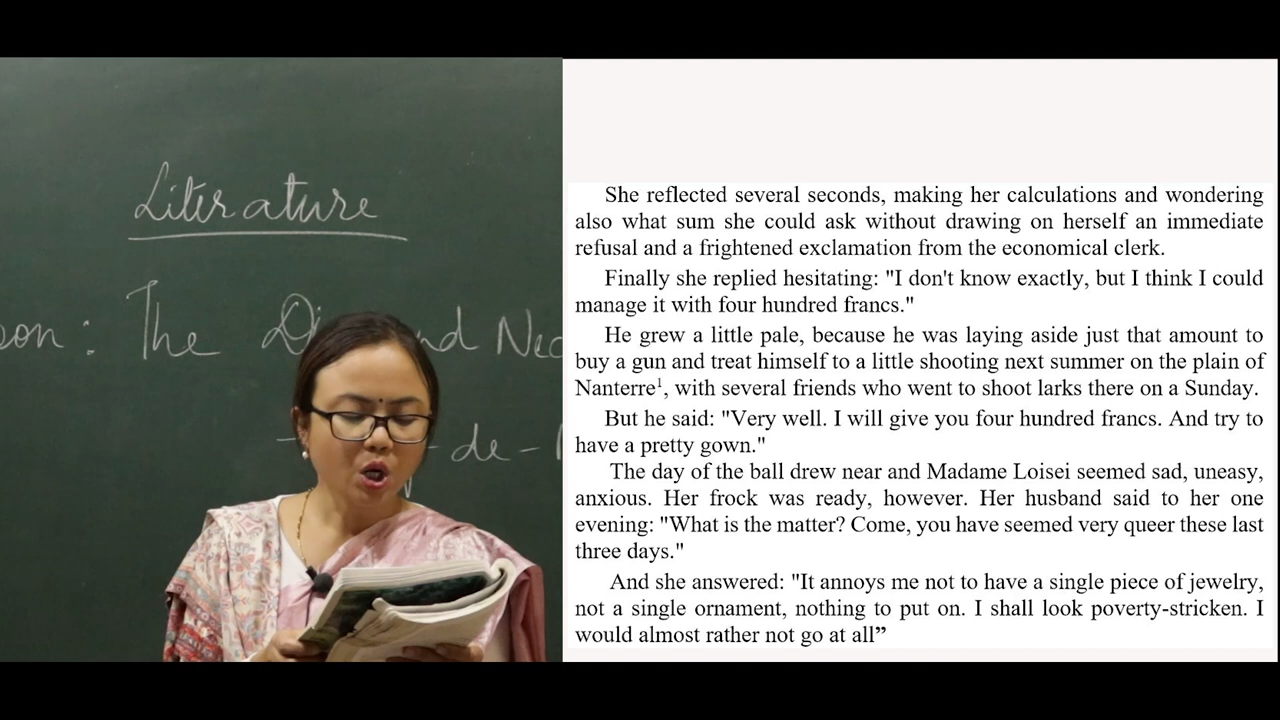 Literature
son : The Di nd Nec
-de-
She reflected several seconds, making her calculations and wondering
also what sum she could ask without drawing on herself an immediate
refusal and a frightened exclamation from the economical clerk.
Finally she replied hesitating: "I don't know exactly, but I think I could
manage it with four hundred francs."
He grew a little pale, because he was laying aside just that amount to
buy a gun and treat himself to a little shooting next summer on the plain of
Nanterre¹, with several friends who went to shoot larks there on a Sunday.
But he said: "Very well. I will give you four hundred francs. And try to
have a pretty gown."
The day of the ball drew near and Madame Loisei seemed sad, uneasy,
anxious. Her frock was ready, however. Her husband said to her one
evening: "What is the matter? Come, you have seemed very queer these last
three days."
And she answered: "It annoys me not to have a single piece of jewelry,
not a single ornament, nothing to put on. I shall look poverty-stricken. I
would almost rather not go at all”